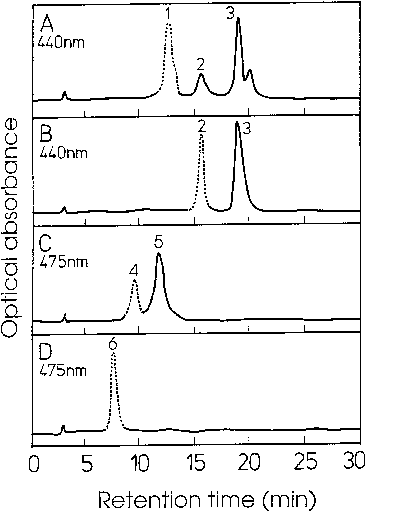 A
440nm
1
2
3
B
440nm
2
3
C
475nm
4
5
D
475nm
6
Optical absorbance
0 5 10 15 20 25 30
Retention time (min)